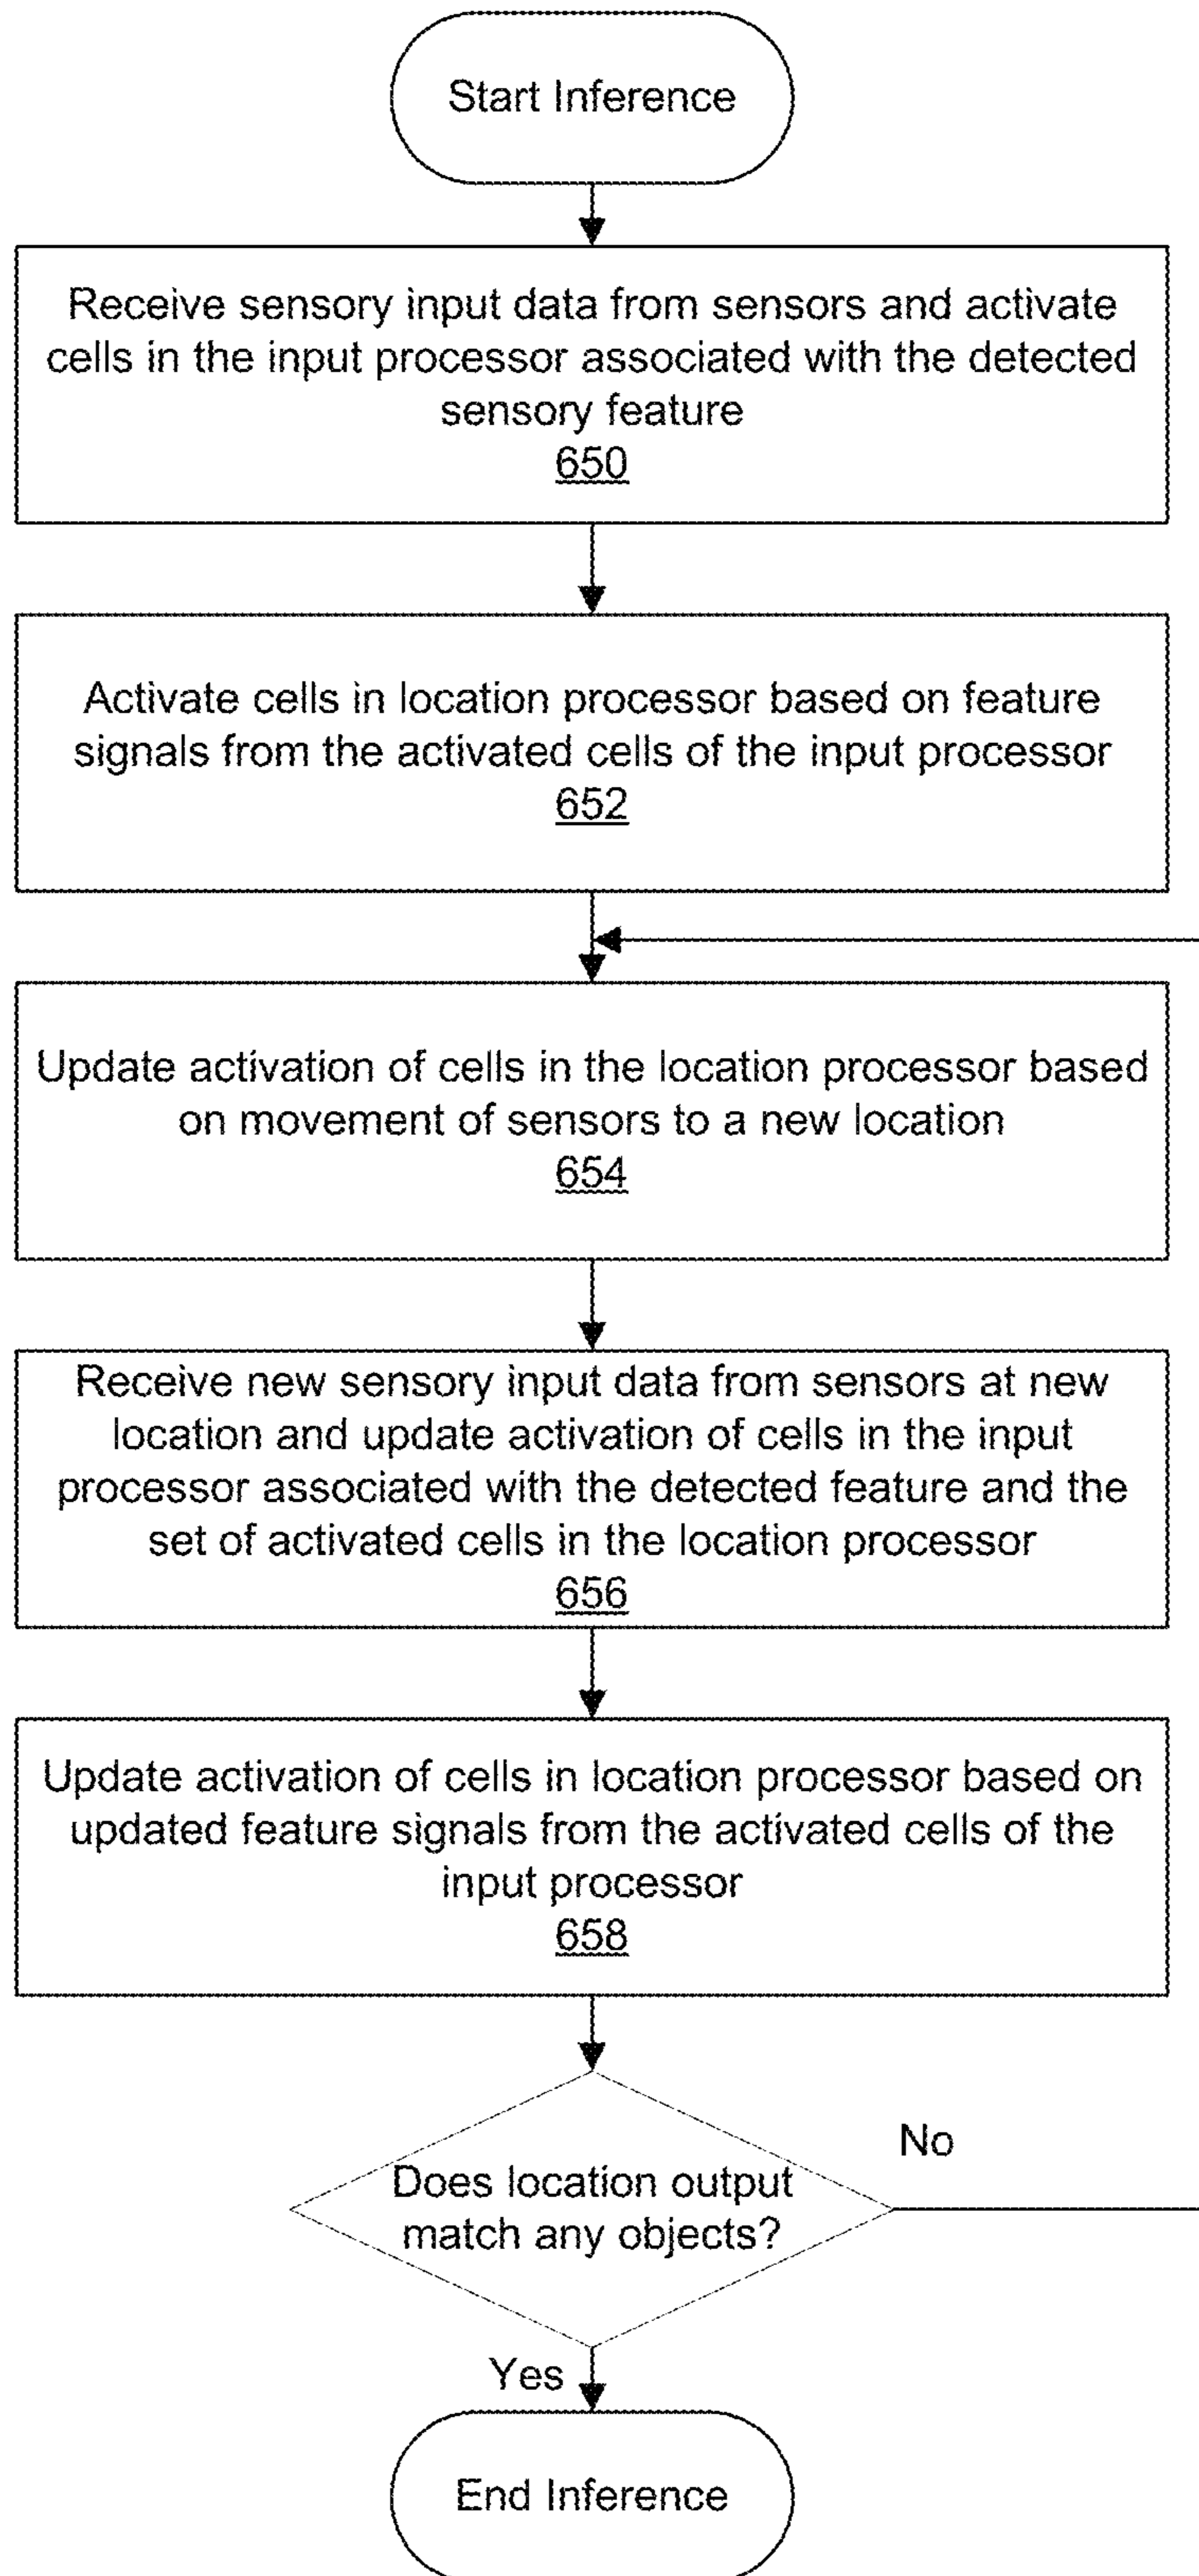 Start Inference
Receive sensory input data from sensors and activate
cells in the input processor associated with the detected
sensory feature
650
Activate cells in location processor based on feature
signals from the activated cells of the input processor
652
Update activation of cells in the location processor based
on movement of sensors to a new location
654
Receive new sensory input data from sensors at new
location and update activation of cells in the input
processor associated with the detected feature and the
set of activated cells in the location processor
656
Update activation of cells in location processor based on
updated feature signals from the activated cells of the
input processor
658
No
Does location output
match any objects?
Yes
End Inference